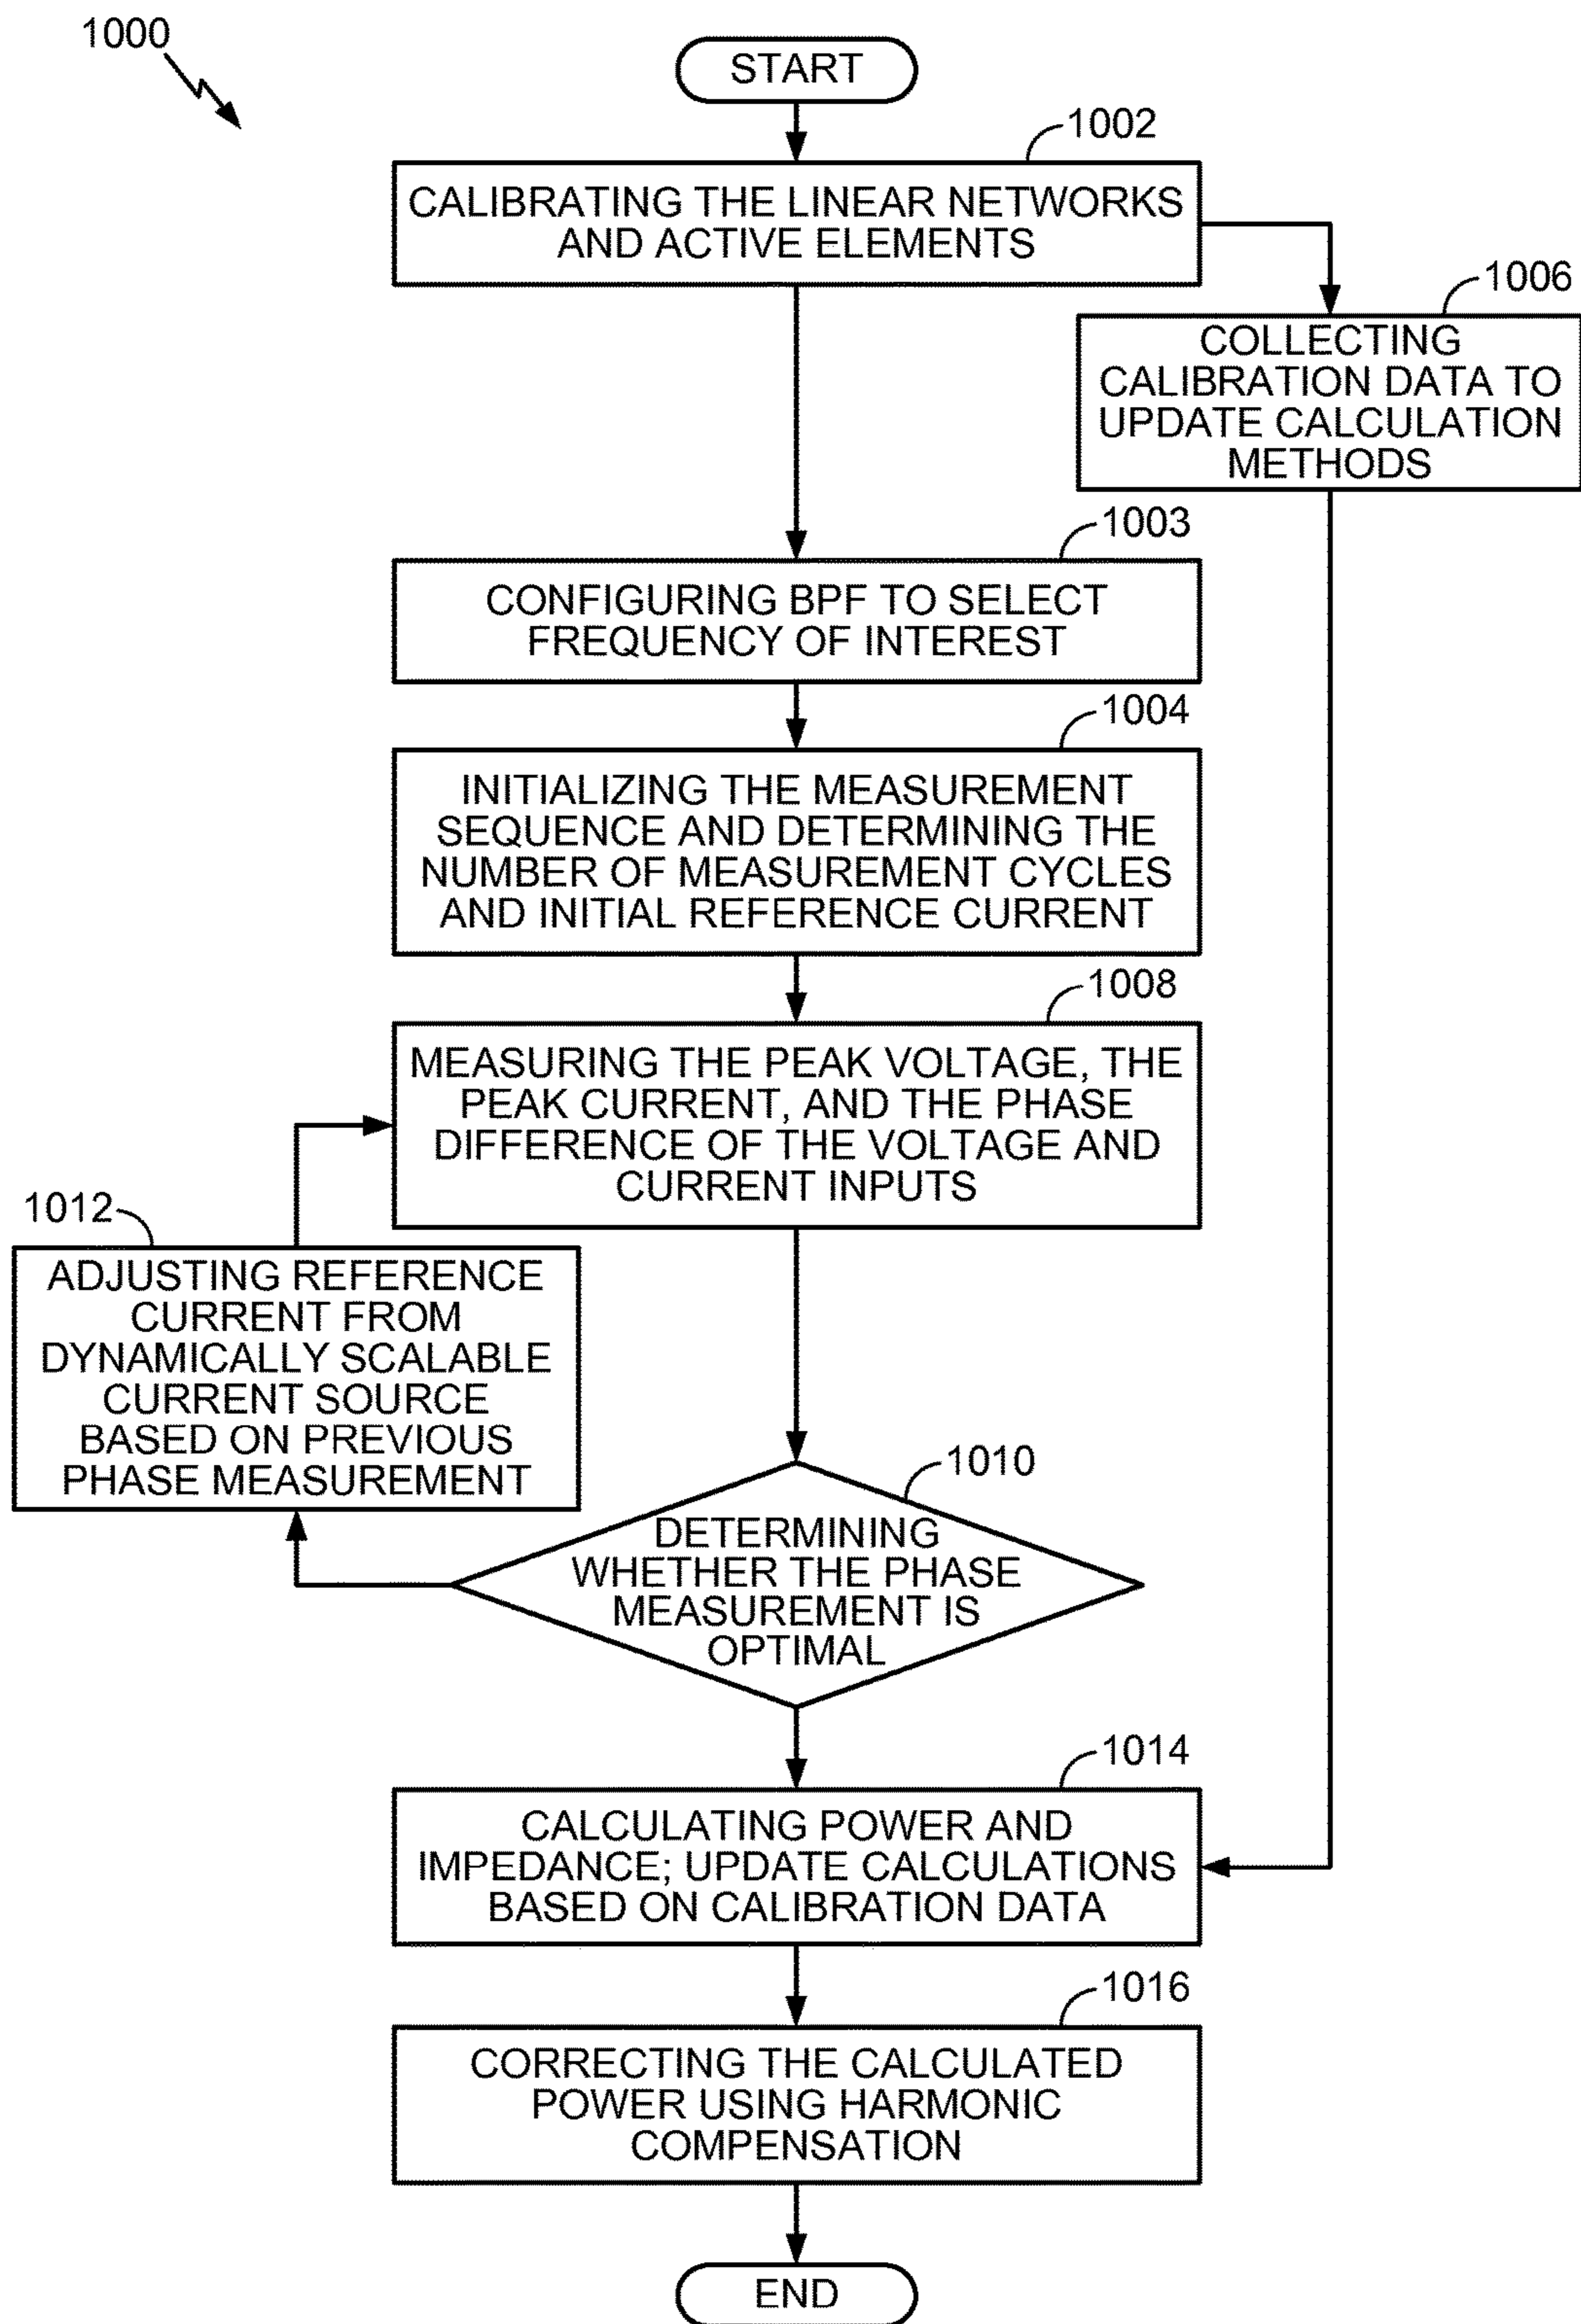 1000
START
1002
CALIBRATING THE LINEAR NETWORKS
AND ACTIVE ELEMENTS
1006
COLLECTING
CALIBRATION DATA TO
UPDATE CALCULATION
METHODS
1003
CONFIGURING BPF TO SELECT
FREQUENCY OF INTEREST
1004
INITIALIZING THE MEASUREMENT
SEQUENCE AND DETERMINING THE
NUMBER OF MEASUREMENT CYCLES
AND INITIAL REFERENCE CURRENT
1008
MEASURING THE PEAK VOLTAGE, THE
PEAK CURRENT, AND THE PHASE
DIFFERENCE OF THE VOLTAGE AND
CURRENT INPUTS
1012
ADJUSTING REFERENCE
CURRENT FROM
DYNAMICALLY SCALABLE
CURRENT SOURCE
BASED ON PREVIOUS
PHASE MEASUREMENT
1010
DETERMINING
WHETHER THE PHASE
MEASUREMENT IS
OPTIMAL
1014
CALCULATING POWER AND
IMPEDANCE; UPDATE CALCULATIONS
BASED ON CALIBRATION DATA
1016
CORRECTING THE CALCULATED
POWER USING HARMONIC
COMPENSATION
END